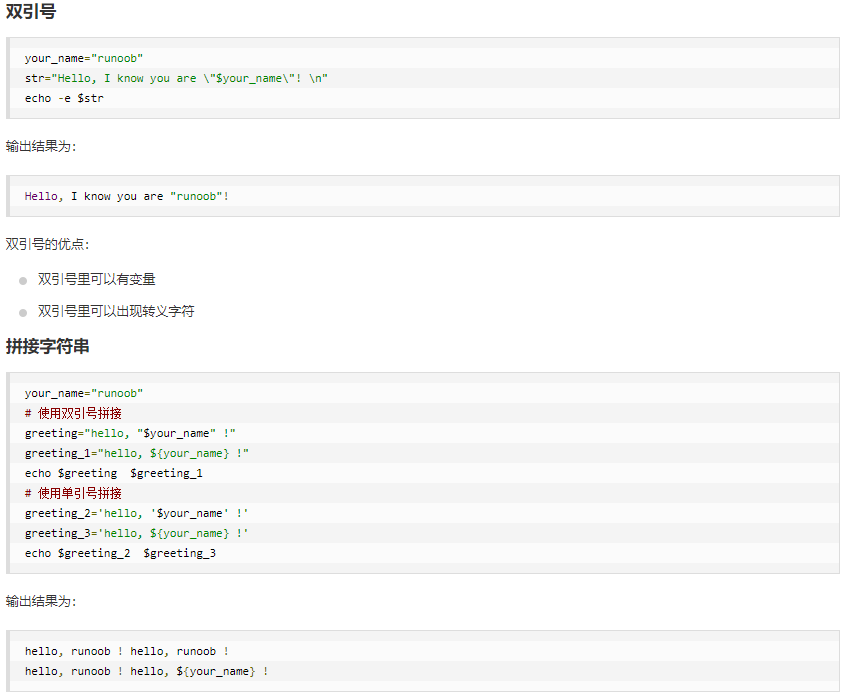 双引号
your_name="runoob"
str="Hello, I know you are \"$your_name\"! \n"
echo -e $str
输出结果为:
Hello, I know you are "runoob"!
双引号的优点:
双引号里可以有变量
双引号里可以出现转义字符
拼接字符串
your_name="runoob"
# 使用双引号拼接
greeting="hello, "$your_name" !"
greeting_1="hello, ${your_name} !"
echo $greeting  $greeting_1
# 使用单引号拼接
greeting_2='hello, '$your_name' !'
greeting_3='hello, ${your_name} !'
echo $greeting_2  $greeting_3
输出结果为:
hello, runoob ! hello, runoob !
hello, runoob ! hello, ${your_name} !